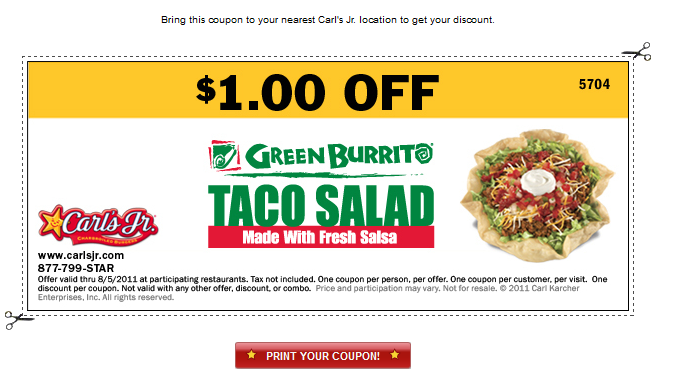 Bring this coupon to your nearest Carl's Jr. location to get your discount.
$1.00 OFF
5704
GREEN BURRITO
TACO SALAD
Made With Fresh Salsa
Carl's Jr.
CHARBROILED BURGERS
www.carlsjr.com
877-799-STAR
Offer valid thru 8/5/2011 at participating restaurants. Tax not included. One coupon per person, per offer. One coupon per customer, per visit. One
discount per coupon. Not valid with any other offer, discount, or combo. Price and participation may vary. Not for resale. © 2011 Carl Karcher
Enterprises, Inc. All rights reserved.
PRINT YOUR COUPON!